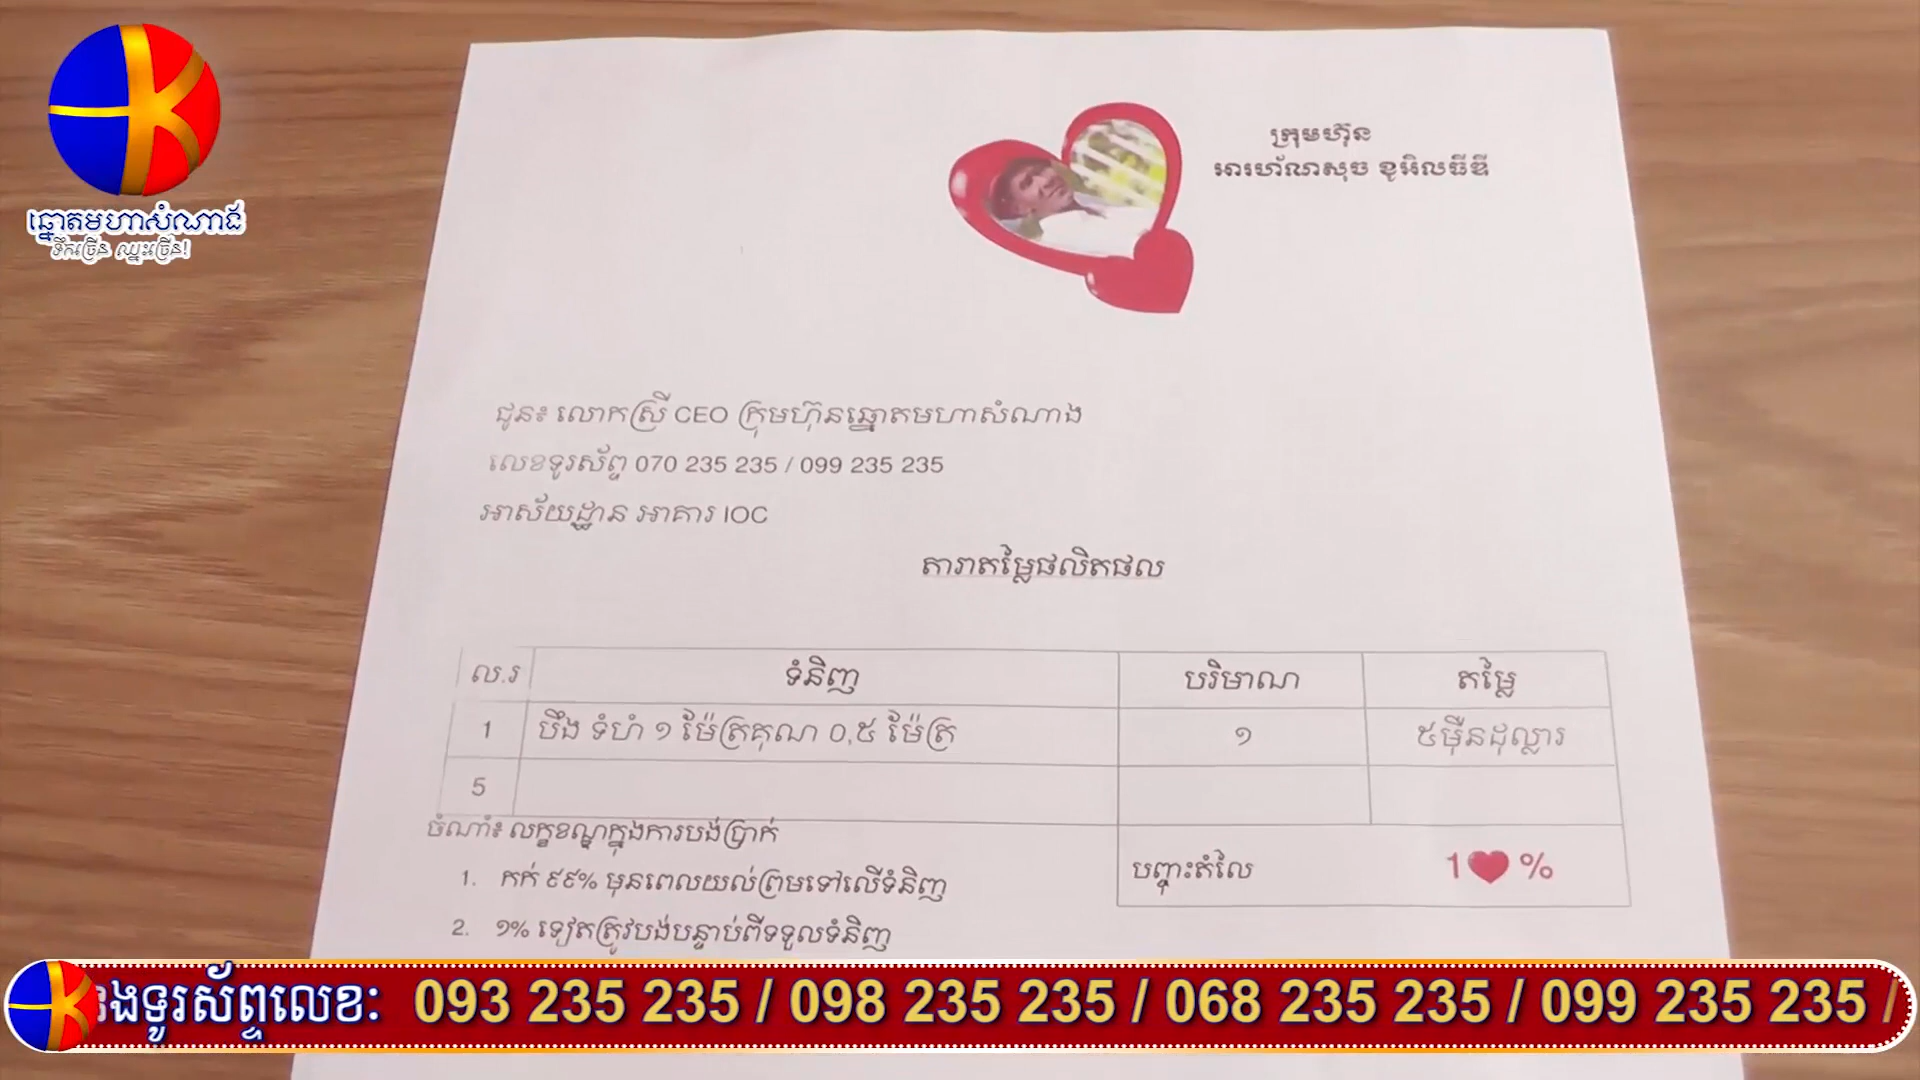 ឆ្នោតមហាសំណាង
ទឹកច្រើន ឈ្នះច្រើន!
ក្រុមហ៊ុន
អារហ័ណសុច ខូអិលធីឌី
ជូន៖ លោកស្រី CEO ក្រុមហ៊ុនឆ្នោតមហាសំណាង
លេខទូរស័ព្ទ 070 235 235 / 099 235 235
អាស័យដ្ឋាន អាគារ IOC
តារាតម្លៃផលិតផល
ល.រ ទំនិញ បរិមាណ តម្លៃ
1 បឹង ទំហំ ១ ម៉ែត្រគុណ ០,៥ ម៉ែត្រ ១ ៥ម៉ឺនដុល្លារ
5
ចំណាំ៖ លក្ខខណ្ឌក្នុងការបង់ប្រាក់
បញ្ចុះតំលៃ 1❤%
1. កក់ ៩៩% មុនពេលយល់ព្រមទៅលើទំនិញ
2. ១% ទៀតត្រូវបង់បន្ទាប់ពីទទួលទំនិញ
ងទូរស័ព្ទលេខ: 093 235 235 / 098 235 235 / 068 235 235 / 099 235 235 /